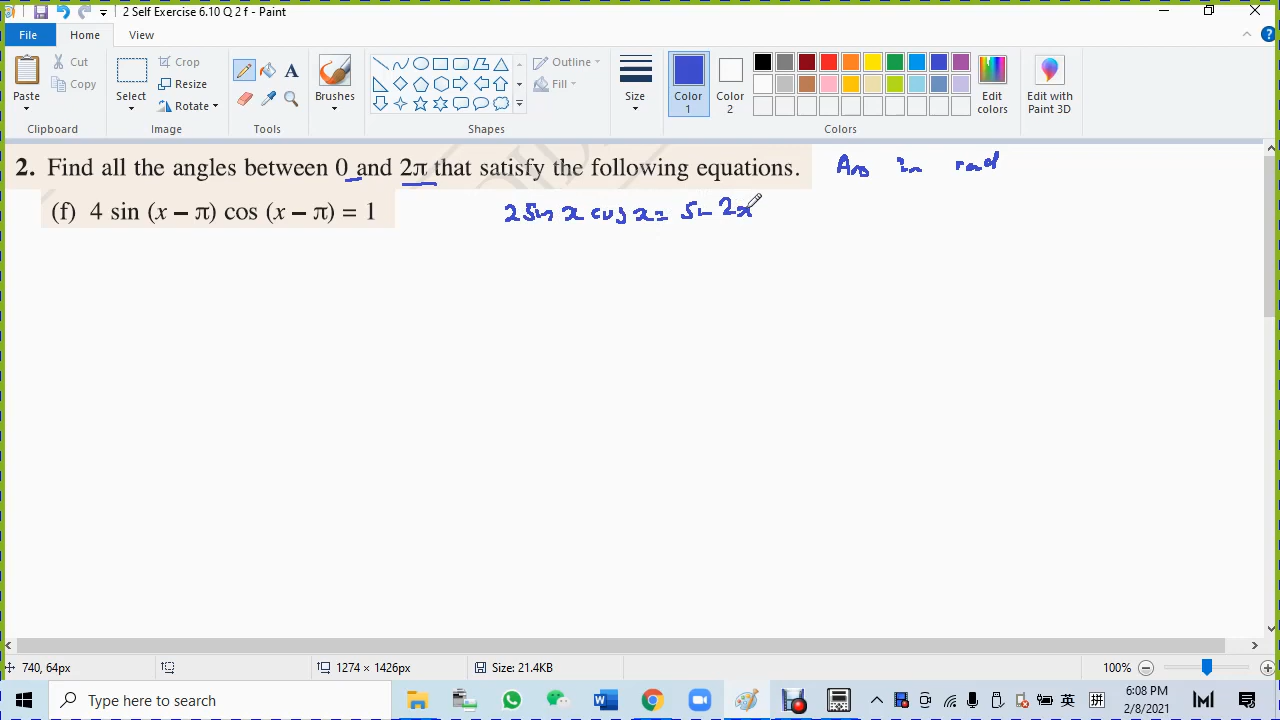 2 Self Exercise 6.10 Q 2 f - Paint
File Home View
Cut
Copy
Paste
Clipboard
Select
Crop
Resize
Rotate
Image
A
Tools
Brushes
Outline
Fill
Shapes
Size
Color 1
Color 2
Edit colors
Colors
Edit with Paint 3D
2. Find all the angles between 0 and 2π that satisfy the following equations. Ans in rad
(f) 4 sin (x – π) cos (x – π) = 1 2 sin x cos x = sin 2x
740, 64px 1274 × 1426px Size: 21.4KB 100%
Type here to search
英 拼 6:08 PM
2/8/2021